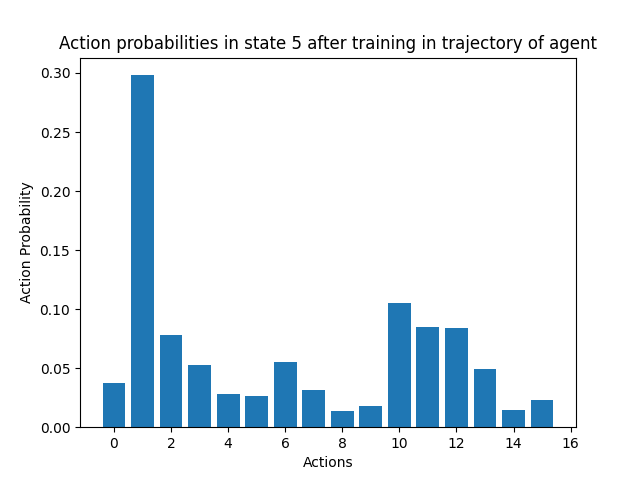 Action probabilities in state 5 after training in trajectory of agent
0.30
0.25
0.20
0.15
0.10
0.05
0.00
Action Probability
0 2 4 6 8 10 12 14 16
Actions